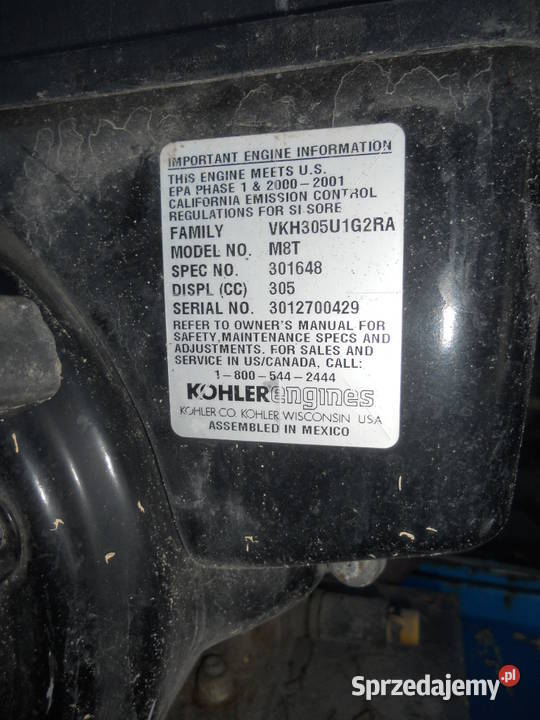 IMPORTANT ENGINE INFORMATION
THIS ENGINE MEETS U.S.
EPA PHASE 1 & 2000-2001
CALIFORNIA EMISSION CONTROL
REGULATIONS FOR SI SORE
FAMILY VKH305U1G2RA
MODEL NO. M8T
SPEC NO. 301648
DISPL (CC) 305
SERIAL NO. 3012700429
REFER TO OWNER'S MANUAL FOR
SAFETY, MAINTENANCE SPECS AND
ADJUSTMENTS. FOR SALES AND
SERVICE IN US/CANADA, CALL:
1-800-544-2444
KOHLER engines
KOHLER CO. KOHLER WISCONSIN USA
ASSEMBLED IN MEXICO
Sprzedajemy.pl